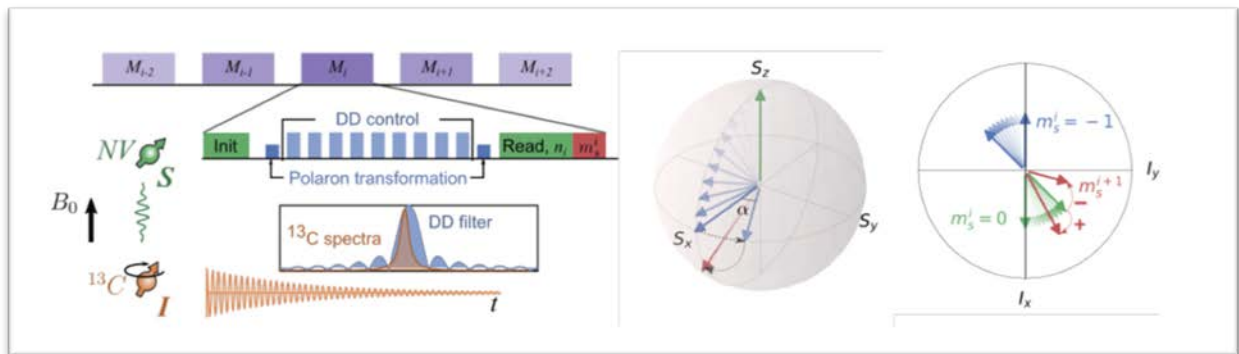 M_{i-2} M_{i-1} M_i M_{i+1} M_{i+2}
DD control
Init
Read, n_i m_s^i
Polaron transformation
NV
S
B_0
^{13}C
I
^{13}C spectra
DD filter
t
S_z
α
S_x
S_y
m_s^i = -1
I_y
m_s^{i+1}
m_s^i = 0
−
+
I_x